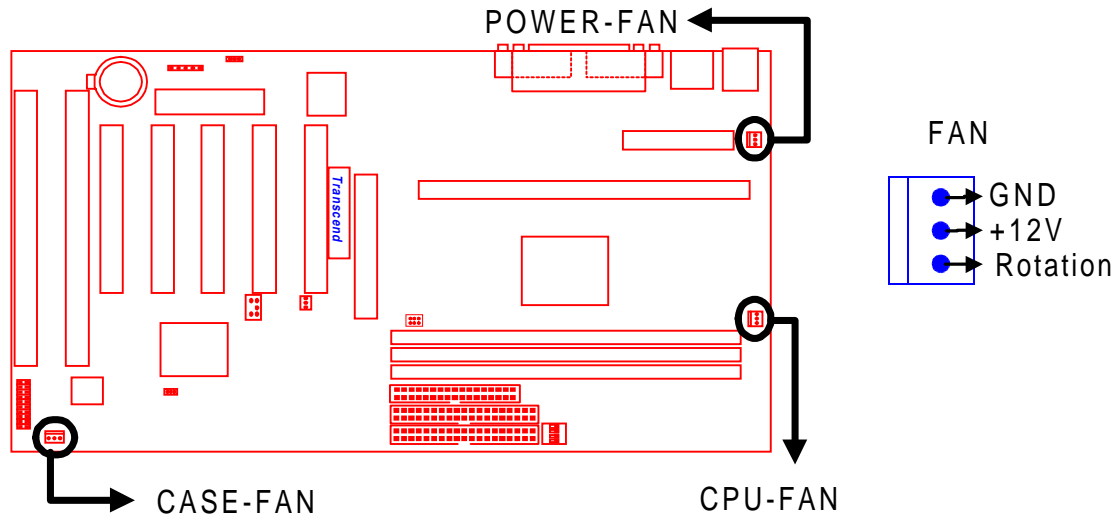 POWER-FAN
FAN
GND
+12V
Rotation
Transcend
CASE-FAN
CPU-FAN